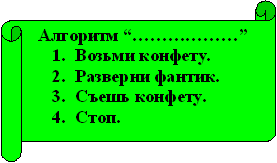 Алгоритм “………………”
1. Возьми конфету.
2. Разверни фантик.
3. Съешь конфету.
4. Стоп.